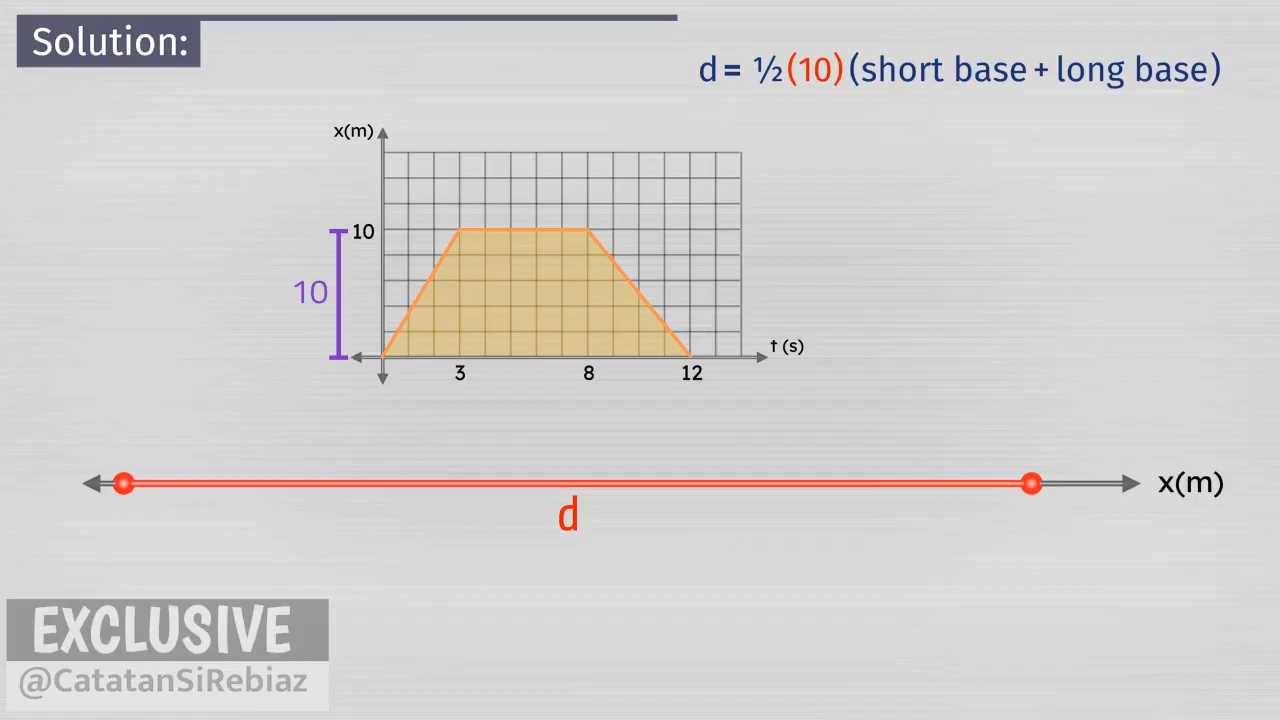 Solution:
d = ½(10)(short base + long base)
x(m)
10
10
t (s)
3 8 12
x(m)
d
EXCLUSIVE
@CatatanSiRebiaz